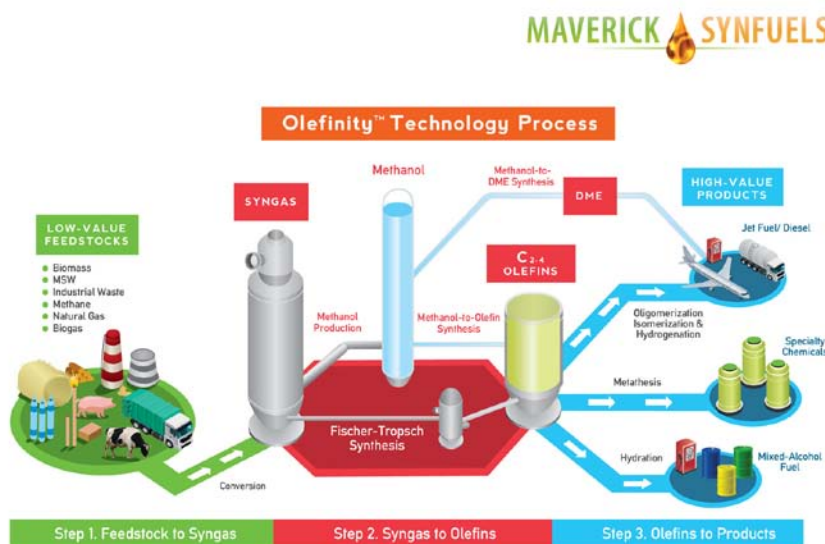 MAVERICK SYNFUELS
Olefinity™ Technology Process
LOW-VALUE
FEEDSTOCKS
• Biomass
• MSW
• Industrial Waste
• Methane
• Natural Gas
• Biogas
Conversion
SYNGAS
Methanol
Production
Methanol
Methanol-to-
DME Synthesis
DME
Methanol-to-Olefin
Synthesis
C2-4
OLEFINS
Fischer-Tropsch
Synthesis
HIGH-VALUE
PRODUCTS
Jet Fuel/ Diesel
Oligomerization
Isomerization &
Hydrogenation
Specialty
Chemicals
Metathesis
Mixed-Alcohol
Fuel
Hydration
Step 1. Feedstock to Syngas
Step 2. Syngas to Olefins
Step 3. Olefins to Products